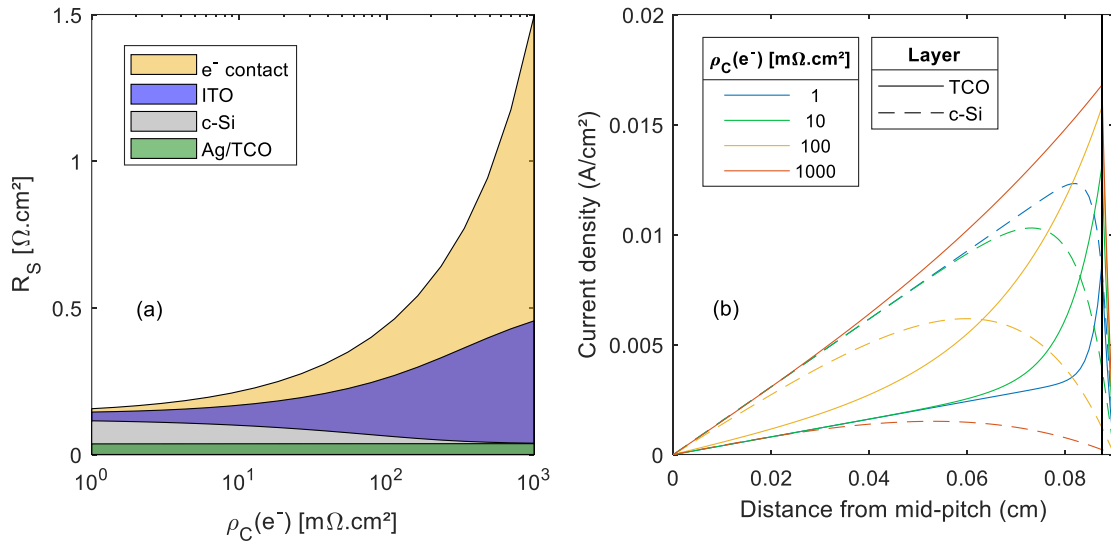 1.5
1
0.5
0
R_S [Ω.cm²]
e⁻ contact
ITO
c-Si
Ag/TCO
(a)
10⁰ 10¹ 10² 10³
ρ_C(e⁻) [mΩ.cm²]
0.02
0.015
0.01
0.005
0
Current density (A/cm²)
ρ_C(e⁻) [mΩ.cm²]
1
10
100
1000
Layer
TCO
c-Si
(b)
0 0.02 0.04 0.06 0.08
Distance from mid-pitch (cm)